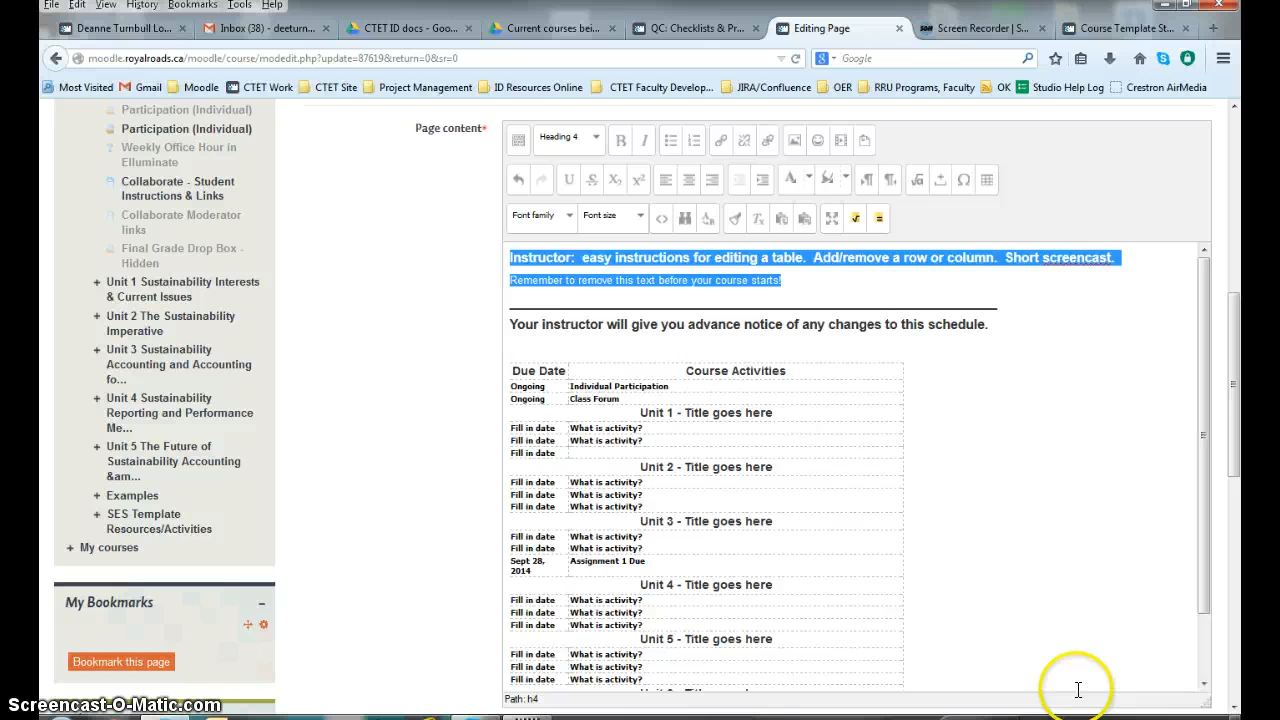 File Edit View History Bookmarks Tools Help
Deanne Turnbull Lo...
Inbox (38) - deeturn...
CTET ID docs - Goo...
Current courses bei...
QC: Checklists & Pr...
Editing Page
Screen Recorder | S...
Course Template St...
moodle.royalroads.ca/moodle/course/modedit.php?update=87619&return=0&sr=0
Google
Most Visited Gmail Moodle CTET Work CTET Site Project Management ID Resources Online CTET Faculty Develop... JIRA/Confluence OER RRU Programs, Faculty OK Studio Help Log Crestron AirMedia
Participation (Individual)
Participation (Individual)
Weekly Office Hour in
Elluminate
Collaborate - Student
Instructions & Links
Collaborate Moderator
links
Final Grade Drop Box -
Hidden
Unit 1 Sustainability Interests
& Current Issues
Unit 2 The Sustainability
Imperative
Unit 3 Sustainability
Accounting and Accounting
fo...
Unit 4 Sustainability
Reporting and Performance
Me...
Unit 5 The Future of
Sustainability Accounting
&am...
Examples
SES Template
Resources/Activities
My courses
My Bookmarks
Bookmark this page
Page content*
Heading 4
Font family
Font size
Instructor: easy instructions for editing a table. Add/remove a row or column. Short screencast.
Remember to remove this text before your course starts!
Your instructor will give you advance notice of any changes to this schedule.
Due Date Course Activities
Ongoing Individual Participation
Ongoing Class Forum
Unit 1 - Title goes here
Fill in date What is activity?
Fill in date What is activity?
Fill in date
Unit 2 - Title goes here
Fill in date What is activity?
Fill in date What is activity?
Fill in date What is activity?
Unit 3 - Title goes here
Fill in date What is activity?
Fill in date What is activity?
Sept 28, Assignment 1 Due
2014
Unit 4 - Title goes here
Fill in date What is activity?
Fill in date What is activity?
Fill in date What is activity?
Unit 5 - Title goes here
Fill in date What is activity?
Fill in date What is activity?
Fill in date What is activity?
Path: h4
Screencast-O-Matic.com